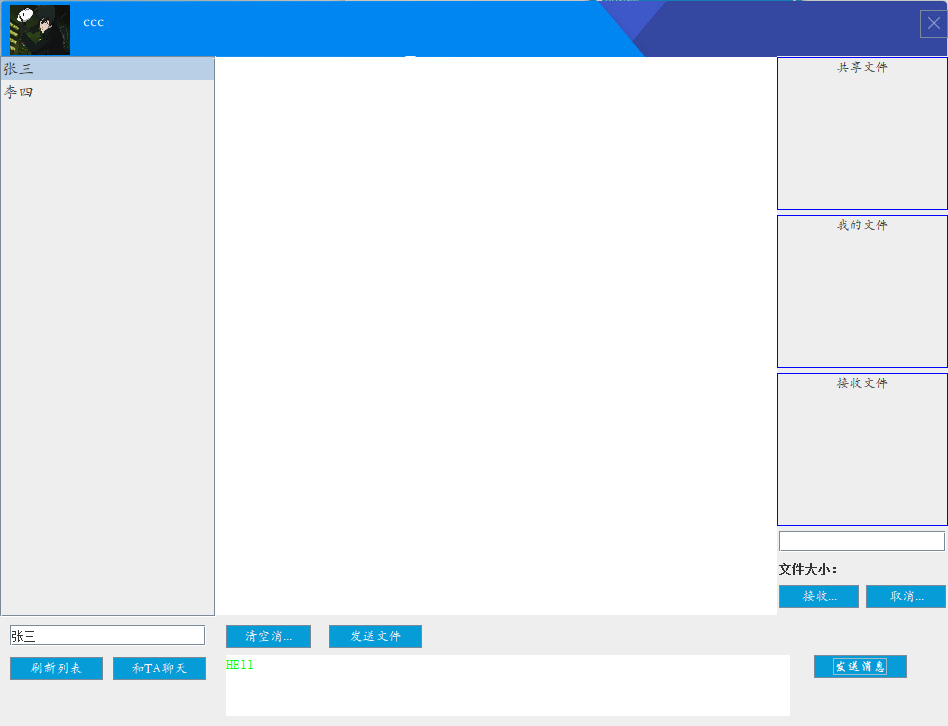 ccc
张三
李四
共享文件
我的文件
接收文件
文件大小:
接收...
取消...
张三
刷新列表
和TA聊天
清空消...
发送文件
HEll
发送消息